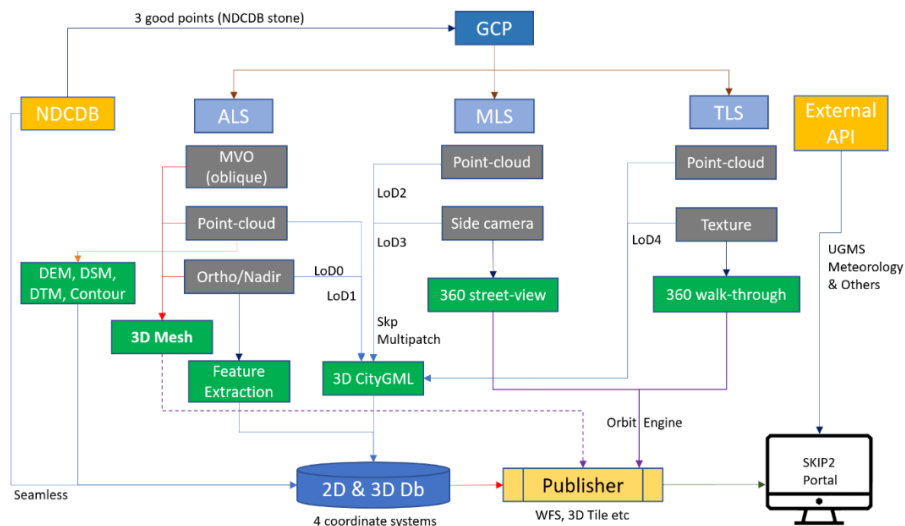 3 good points (NDCDB stone)
GCP
NDCDB
ALS
MLS
TLS
External
API
MVO
(oblique)
Point-cloud
Point-cloud
LoD2
Point-cloud
Side camera
Texture
LoD3
LoD4
UGMS
Meteorology
& Others
DEM, DSM,
DTM, Contour
Ortho/Nadir
LoD0
LoD1
360 street-view
360 walk-through
3D Mesh
Skp
Multipatch
Feature
Extraction
3D CityGML
Orbit Engine
SKIP2
Portal
Seamless
2D & 3D Db
Publisher
4 coordinate systems
WFS, 3D Tile etc